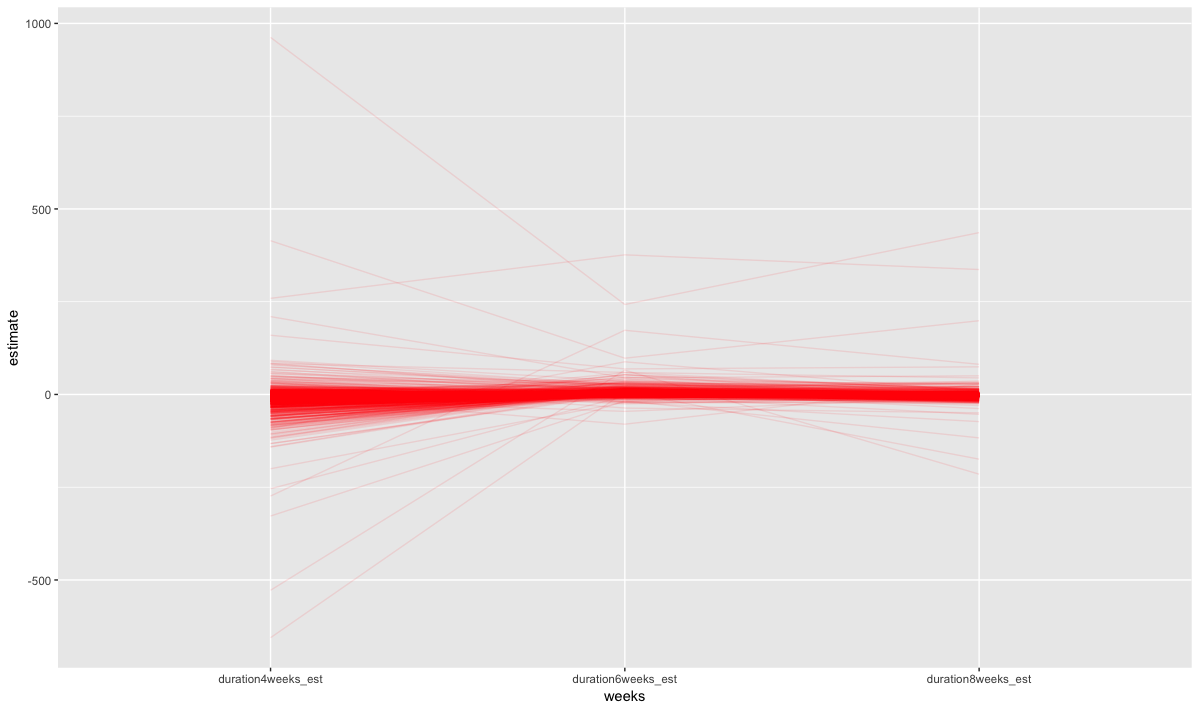 1000
500
0
-500
estimate
duration4weeks_est
duration6weeks_est
duration8weeks_est
weeks